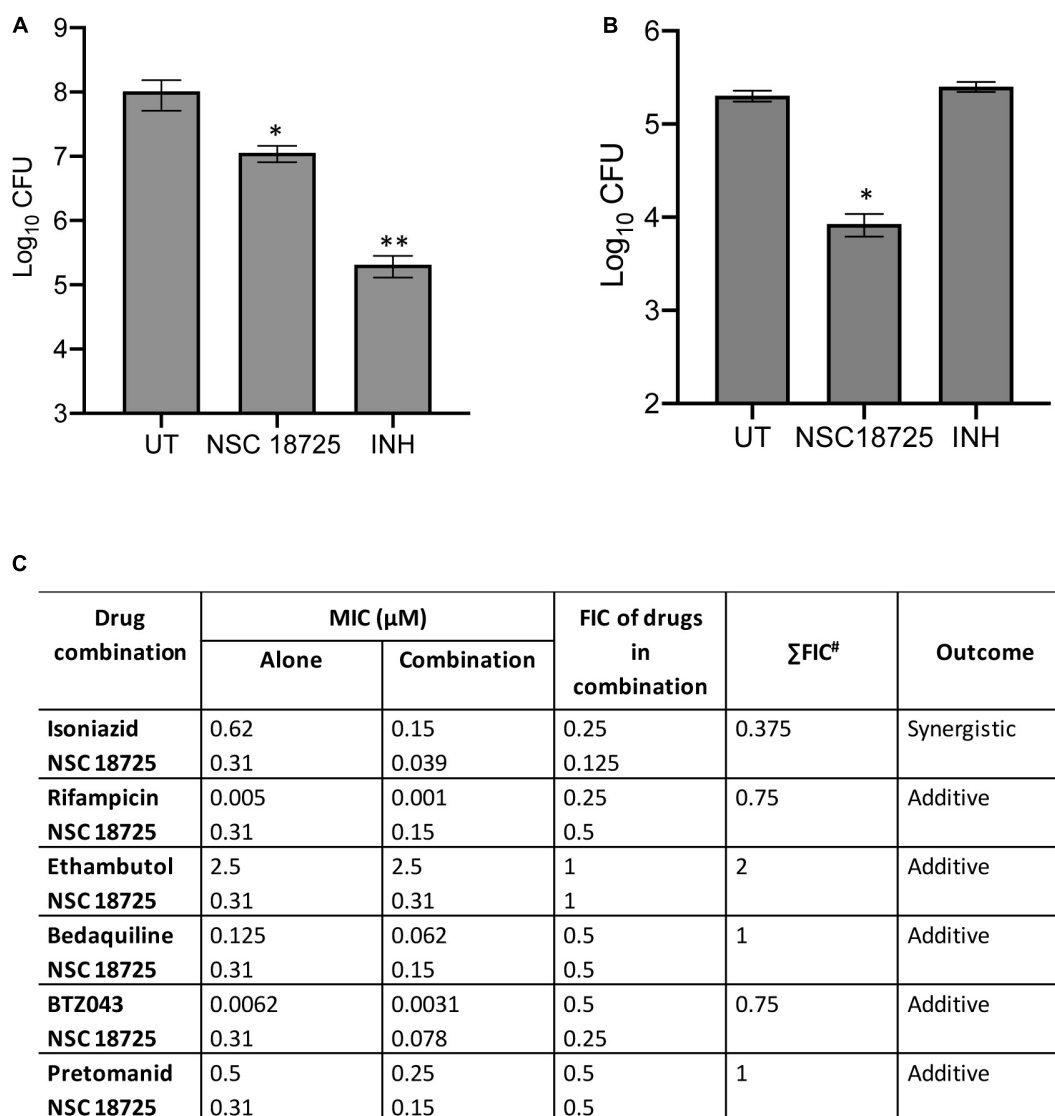 A
9
8
7
6
5
4
3
Log10 CFU
*
**
UT NSC 18725 INH
B
6
5
4
3
2
Log10 CFU
*
UT NSC18725 INH
C
Drug combination MIC (µM) FIC of drugs in combination ∑FIC# Outcome
Alone Combination
Isoniazid 0.62 0.15 0.25 0.375 Synergistic
NSC 18725 0.31 0.039 0.125
Rifampicin 0.005 0.001 0.25 0.75 Additive
NSC 18725 0.31 0.15 0.5
Ethambutol 2.5 2.5 1 2 Additive
NSC 18725 0.31 0.31 1
Bedaquiline 0.125 0.062 0.5 1 Additive
NSC 18725 0.31 0.15 0.5
BTZ043 0.0062 0.0031 0.5 0.75 Additive
NSC 18725 0.31 0.078 0.25
Pretomanid 0.5 0.25 0.5 1 Additive
NSC 18725 0.31 0.15 0.5